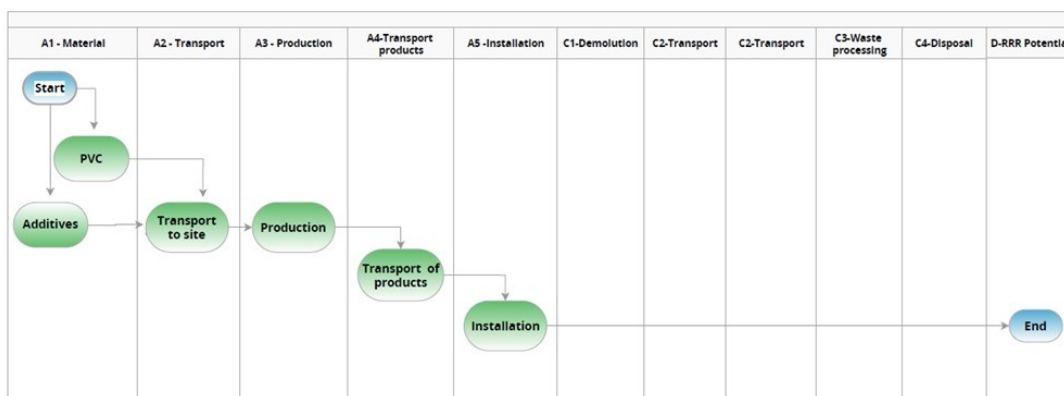 A1 - Material
A2 - Transport
A3 - Production
A4-Transport
products
A5 -Installation
C1-Demolution
C2-Transport
C2-Transport
C3-Waste
processing
C4-Disposal
D-RRR Potentia
Start
PVC
Additives
Transport
to site
Production
Transport of
products
Installation
End